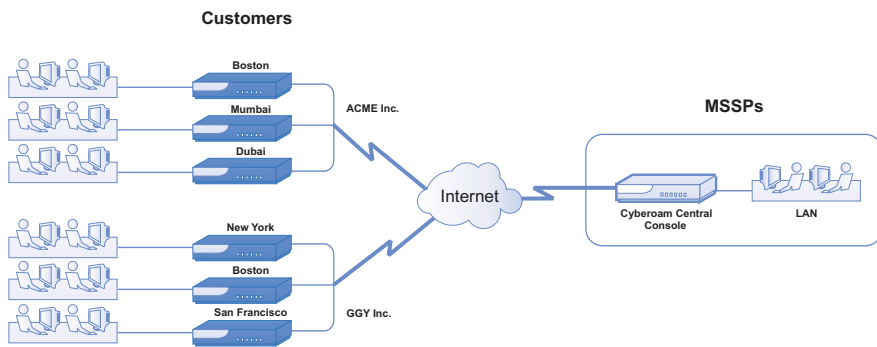 Customers
Boston
Mumbai
Dubai
ACME Inc.
New York
Boston
San Francisco
GGY Inc.
Internet
MSSPs
Cyberoam Central
Console
LAN